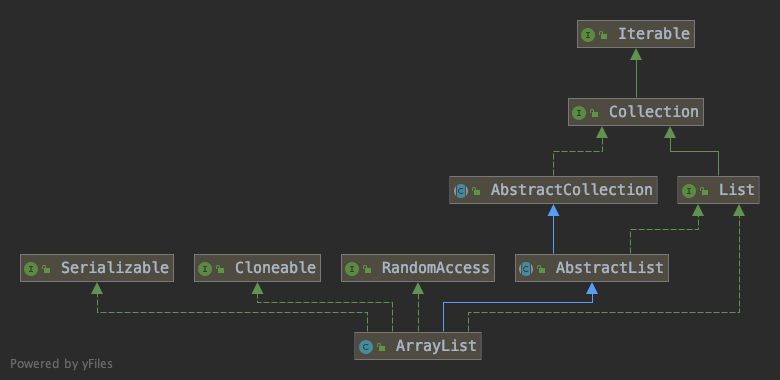 Iterable
Collection
AbstractCollection
List
Serializable
Cloneable
RandomAccess
AbstractList
ArrayList
Powered by yFiles